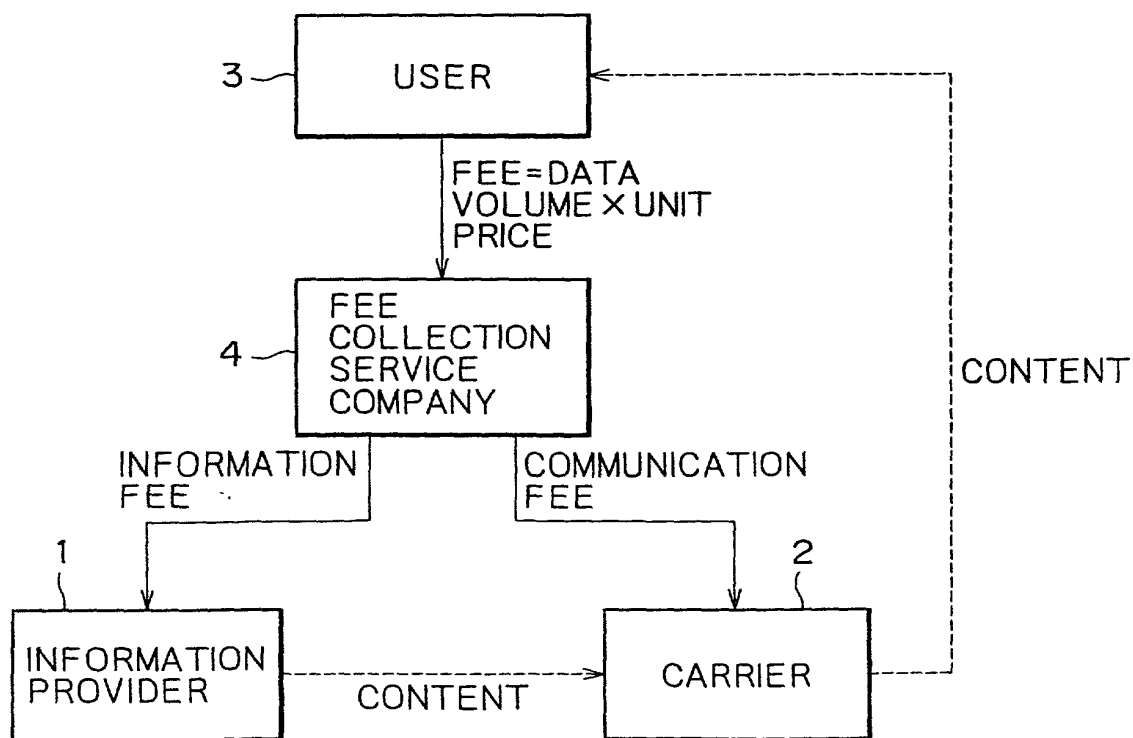 3
USER
FEE=DATA
VOLUME×UNIT
PRICE
4
FEE
COLLECTION
SERVICE
COMPANY
CONTENT
INFORMATION
FEE
COMMUNICATION
FEE
1
2
INFORMATION
PROVIDER
CONTENT
CARRIER